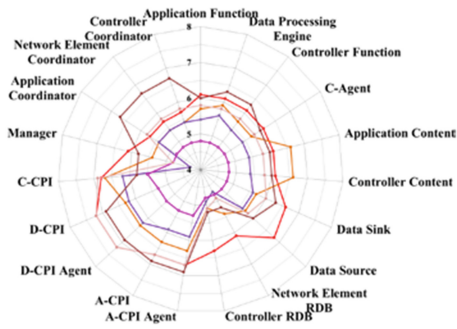 Application Function
Data Processing
Engine
Controller Function
C-Agent
Application Content
Controller Content
Data Sink
Data Source
Network Element
RDB
Controller RDB
A-CPI Agent
A-CPI
D-CPI Agent
D-CPI
C-CPI
Manager
Application
Coordinator
Network Element
Coordinator
Controller
Coordinator
8
7
6
5
4